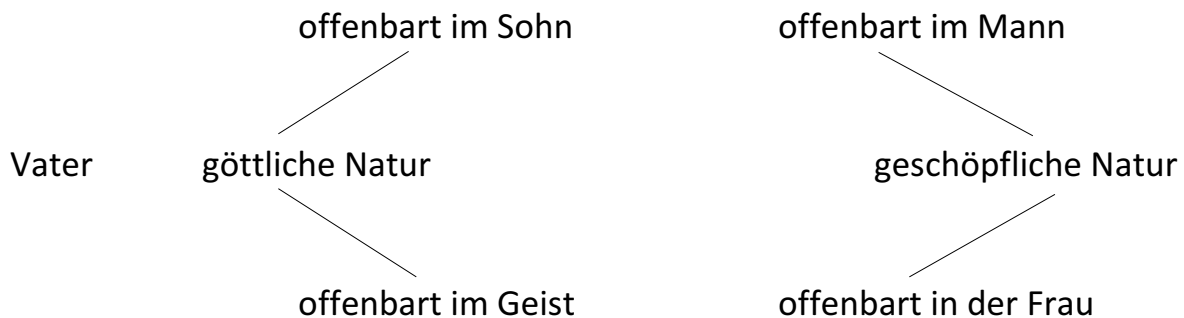 offenbart im Sohn offenbart im Mann
Vater göttliche Natur geschöpfliche Natur
offenbart im Geist offenbart in der Frau